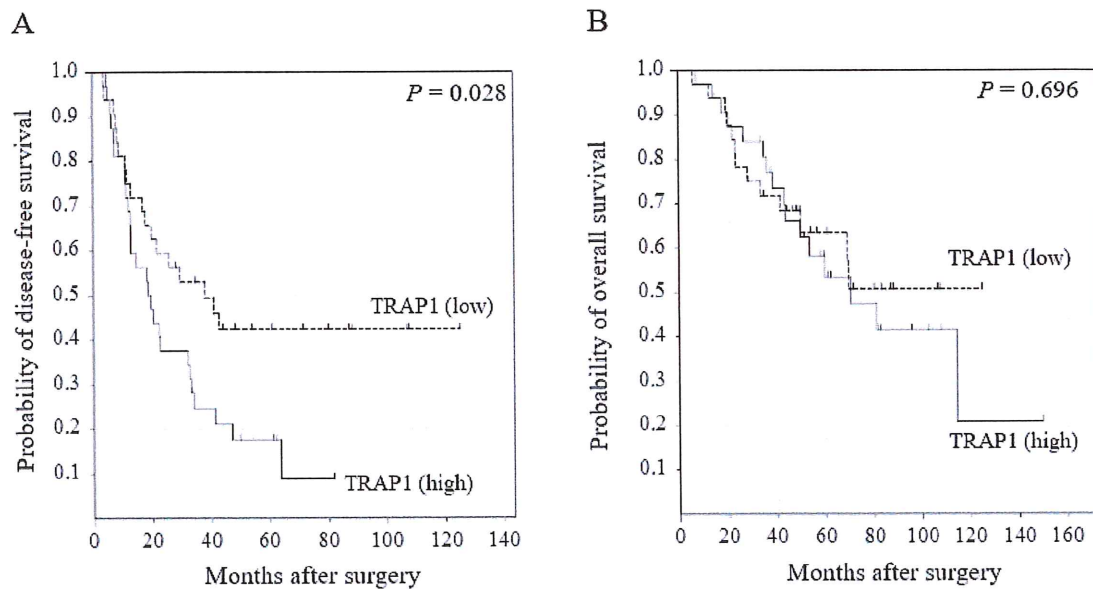 A
Probability of disease-free survival
1.0
0.9
0.8
0.7
0.6
0.5
0.4
0.3
0.2
0.1
P = 0.028
TRAP1 (low)
TRAP1 (high)
0 20 40 60 80 100 120 140
Months after surgery
B
Probability of overall survival
1.0
0.9
0.8
0.7
0.6
0.5
0.4
0.3
0.2
0.1
P = 0.696
TRAP1
(low)
TRAP1
(high)
0 20 40 60 80 100 120 140 160
Months after surgery